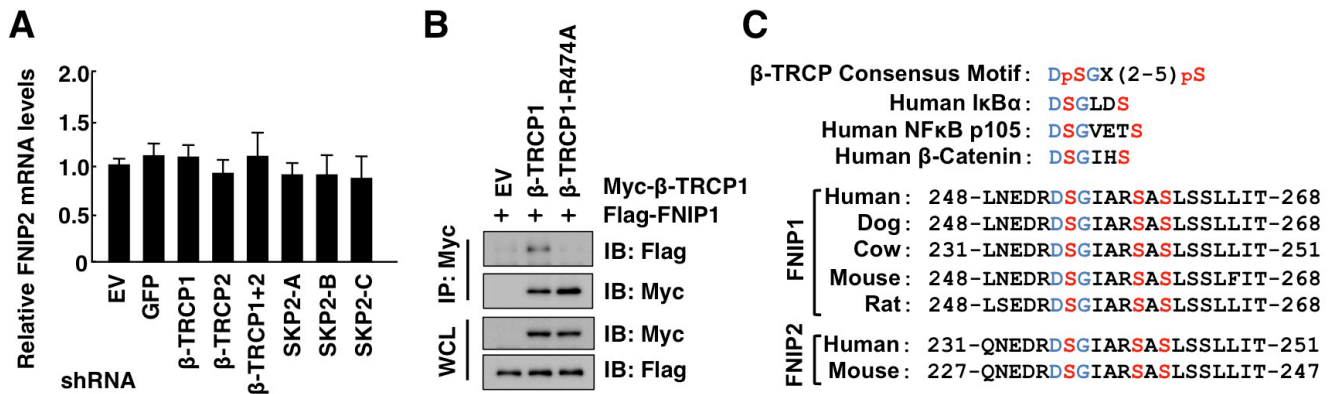 A
Relative FNIP2 mRNA levels
2.0
1.5
1.0
0.5
0
EV
GFP
β-TRCP1
β-TRCP2
β-TRCP1+2
SKP2-A
SKP2-B
SKP2-C
shRNA
B
EV
β-TRCP1
β-TRCP1-R474A
Myc-β-TRCP1
+ + + Flag-FNIP1
IP: Myc
IB: Flag
IB: Myc
WCL
IB: Myc
IB: Flag
C
β-TRCP Consensus Motif: DpSGX(2-5)pS
Human IκBα: DSGLDS
Human NFκB p105: DSGVETS
Human β-Catenin: DSGIHS
FNIP1
Human: 248-LNEDRDSGIARSASLSSLLIT-268
Dog: 248-LNEDRDSGIARSASLSSLLIT-268
Cow: 231-LNEDRDSGIARSASLSSLLIT-251
Mouse: 248-LNEDRDSGIARSASLSSLFIT-268
Rat: 248-LSEDRDSGIARSASLSSLLIT-268
FNIP2
Human: 231-QNEDRDSGIARSASLSSLLIT-251
Mouse: 227-QNEDRDSGIARSASLSSLLIT-247